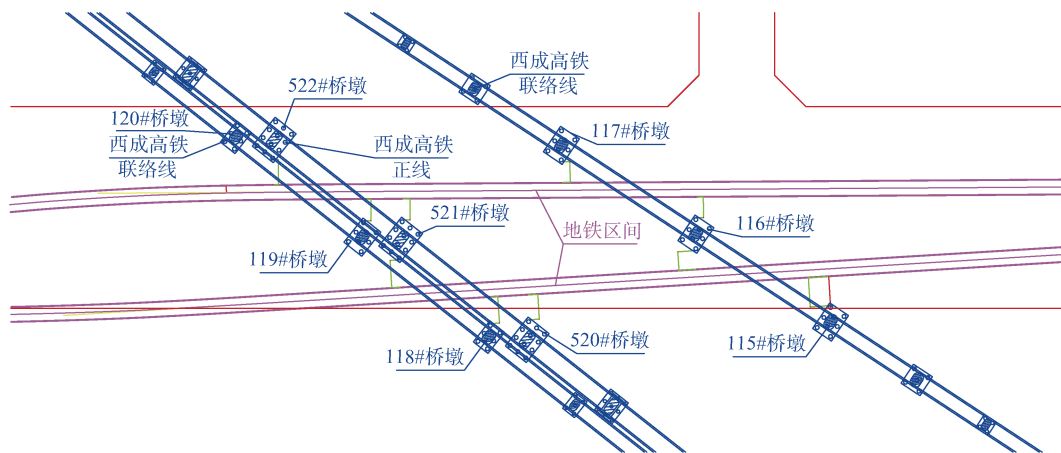 西成高铁
联络线
522#桥墩
120#桥墩
117#桥墩
西成高铁
联络线
西成高铁
正线
521#桥墩
116#桥墩
地铁区间
119#桥墩
520#桥墩
115#桥墩
118#桥墩